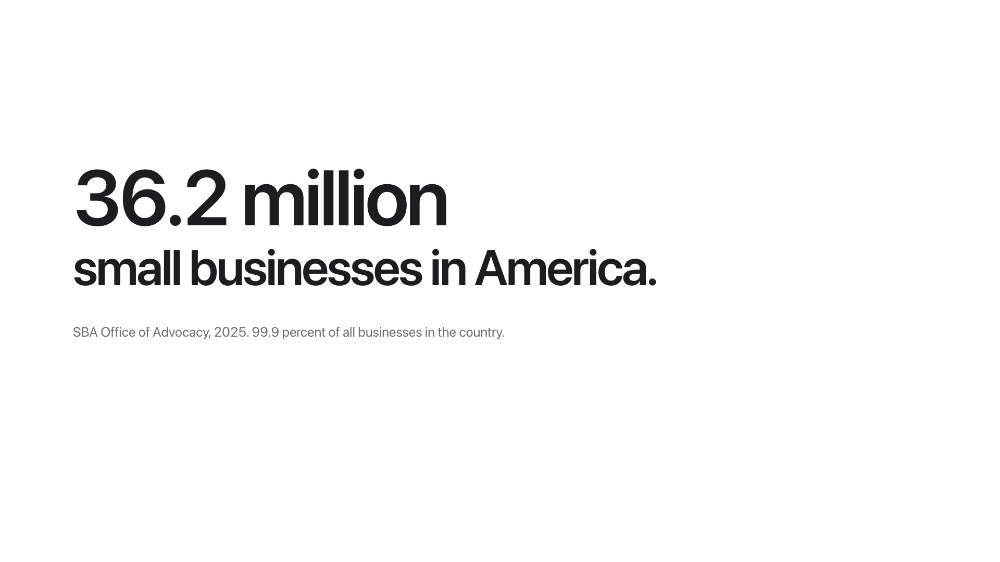 36.2 million
small businesses in America.
SBA Office of Advocacy, 2025. 99.9 percent of all businesses in the country.